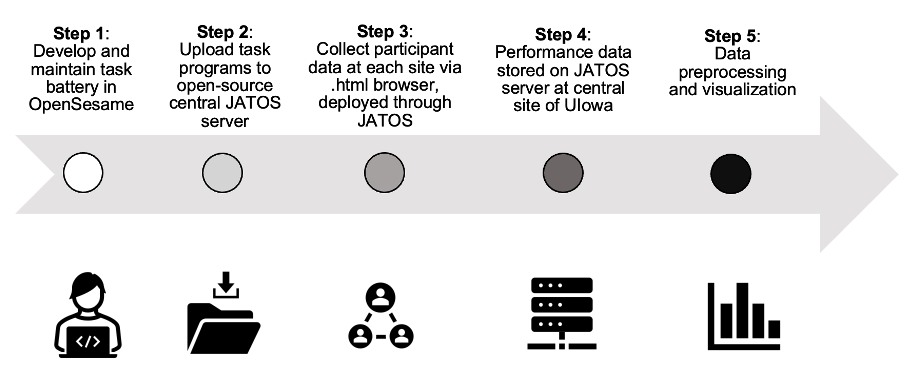 Step 1:
Develop and
maintain task
battery in
OpenSesame
Step 2:
Upload task
programs to
open-source
central JATOS
server
Step 3:
Collect participant
data at each site via
.html browser,
deployed through
JATOS
Step 4:
Performance data
stored on JATOS
server at central
site of UIowa
Step 5:
Data
preprocessing
and visualization
</>